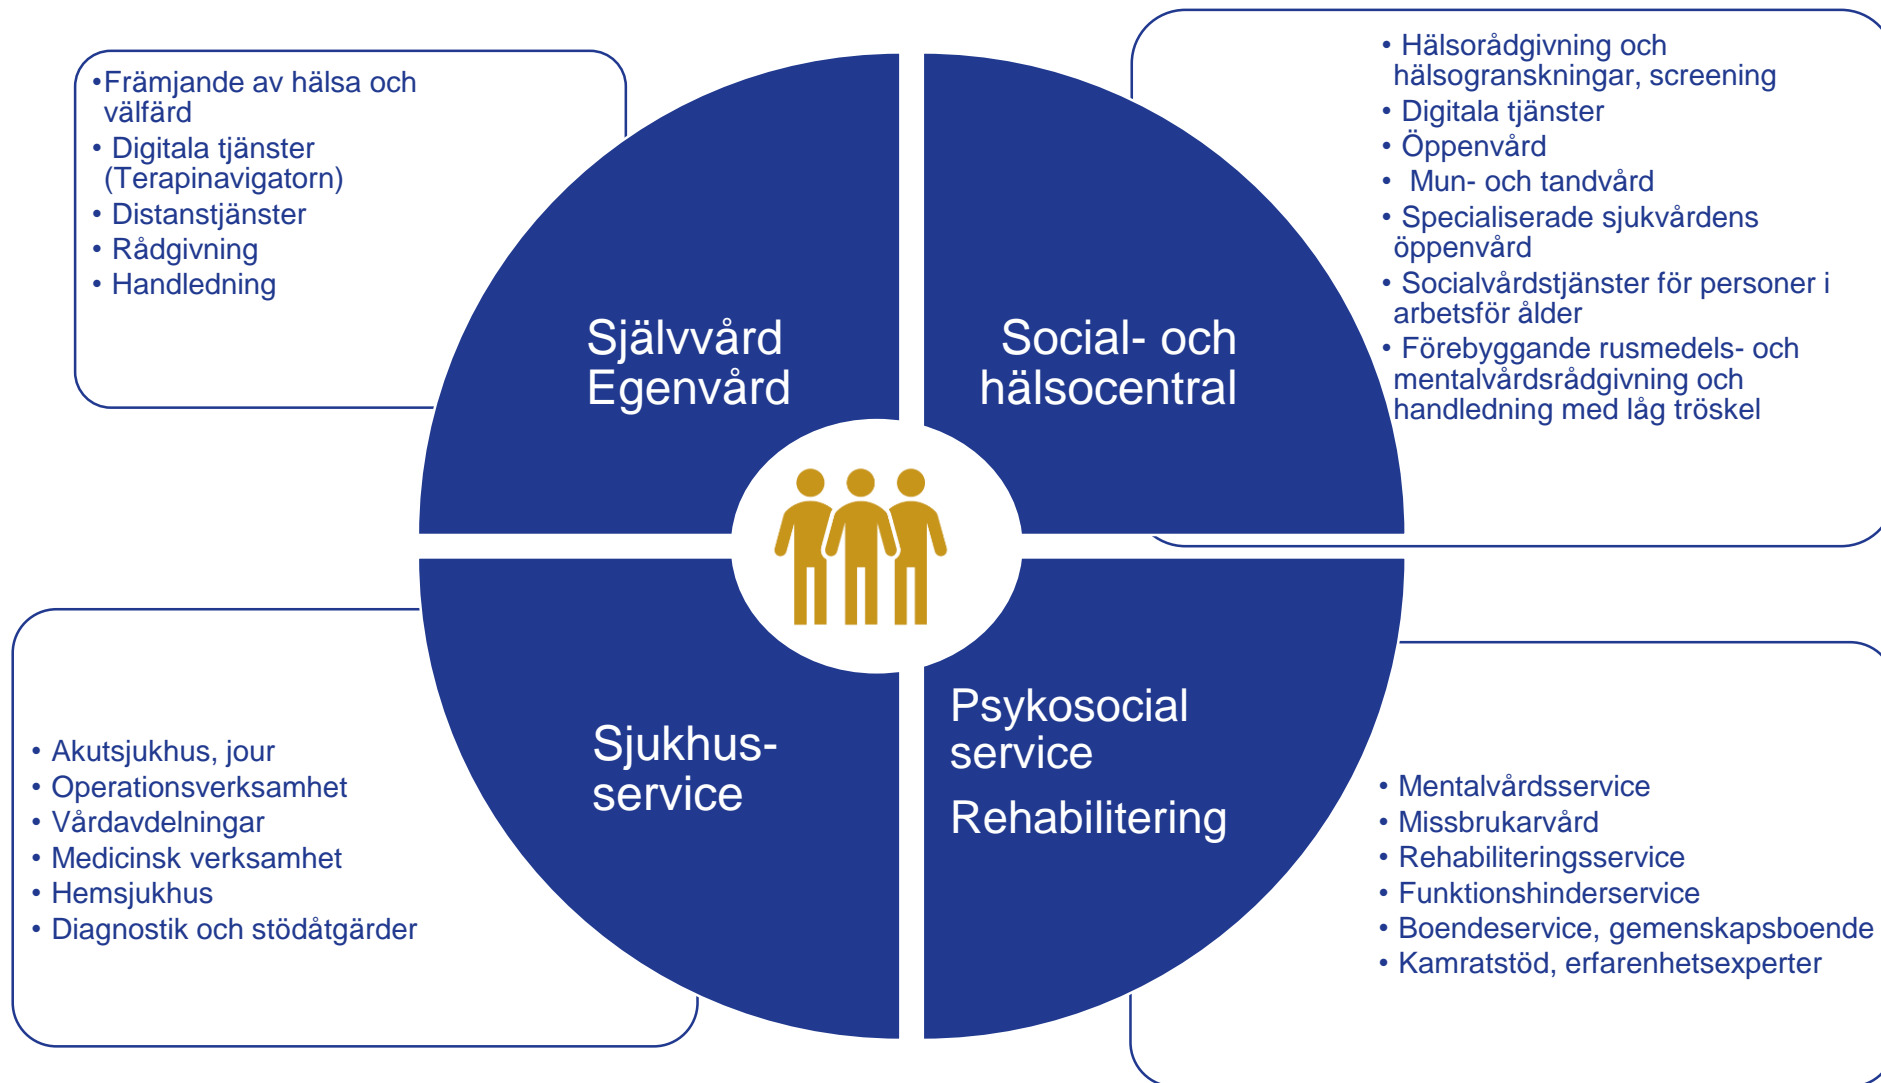 •Främjande av hälsa och
välfärd
• Digitala tjänster
(Terapinavigatorn)
• Distanstjänster
• Rådgivning
• Handledning
Självvård
Egenvård
Social- och
hälsocentral
• Hälsorådgivning och
hälsogranskningar, screening
• Digitala tjänster
• Öppenvård
• Mun- och tandvård
• Specialiserade sjukvårdens
öppenvård
• Socialvårdstjänster för personer i
arbetsför ålder
• Förebyggande rusmedels- och
mentalvårdsrådgivning och
handledning med låg tröskel
• Akutsjukhus, jour
• Operationsverksamhet
• Vårdavdelningar
• Medicinsk verksamhet
• Hemsjukhus
• Diagnostik och stödåtgärder
Sjukhus-
service
Psykosocial
service
Rehabilitering
• Mentalvårdsservice
• Missbrukarvård
• Rehabiliteringsservice
• Funktionshinderservice
• Boendeservice, gemenskapsboende
• Kamratstöd, erfarenhetsexperter